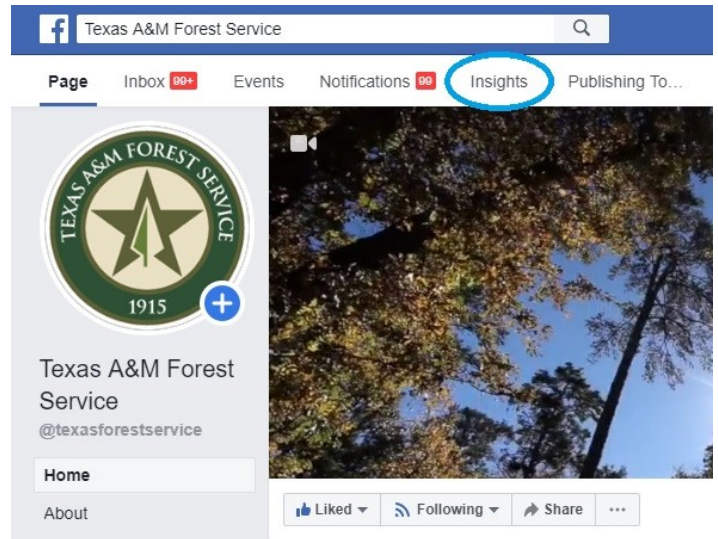 Texas A&M Forest Service
Page Inbox 99+ Events Notifications 99 Insights Publishing To...
TEXAS A&M FOREST SERVICE
1915
Texas A&M Forest
Service
@texasforestservice
Home
About
Liked Following Share ...